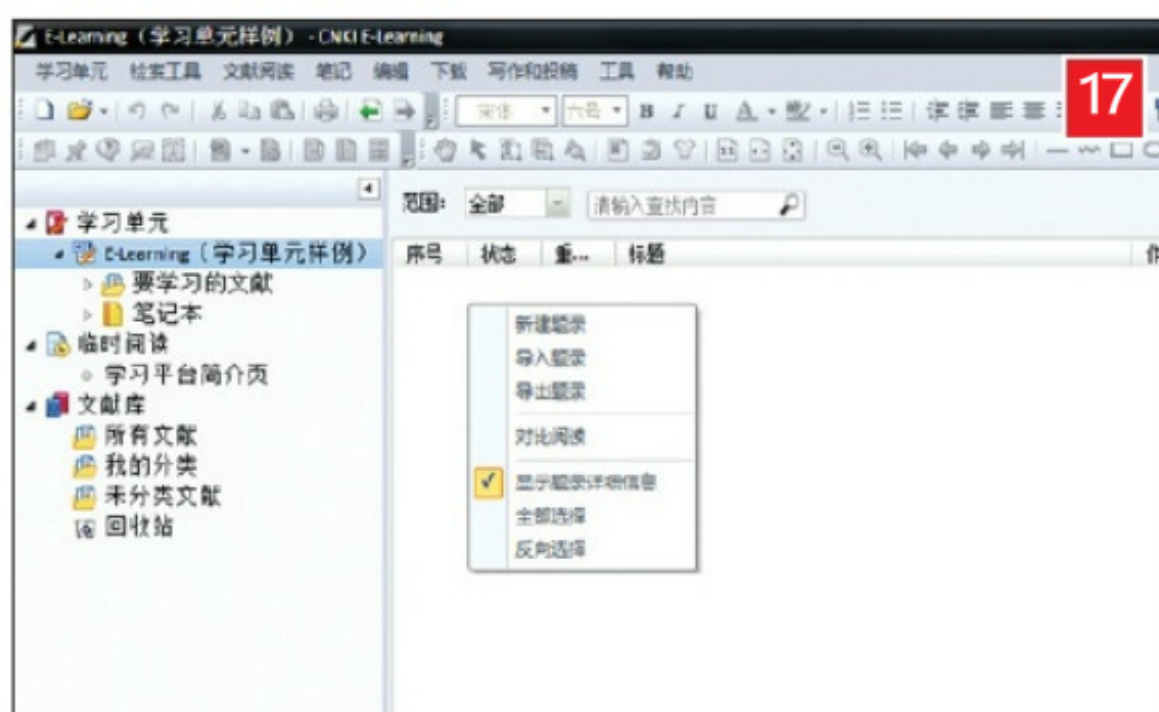 E-Learning（学习单元样例） - CNKI E-Learning
学习单元 检索工具 文献阅读 笔记 编辑 下载 写作和投稿 工具 帮助
17
宋体 六号 B I U A
范围: 全部 请输入查找内容
学习单元
E-Learning（学习单元样例）
序号 状态 重... 标题
要学习的文献
笔记本
临时阅读
学习平台简介页
文献库
所有文献
我的分类
未分类文献
回收站
新建题录
导入题录
导出题录
对比阅读
显示题录详细信息
全部选择
反向选择